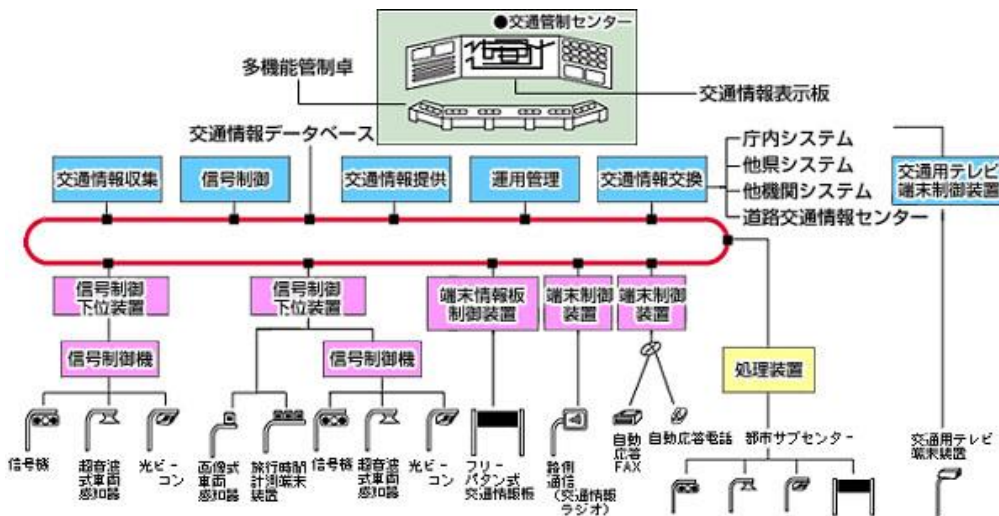 ●交通管制センター
多機能管制卓
交通情報表示板
交通情報データベース
庁内システム
他県システム
他機関システム
道路交通情報センター
交通情報収集
信号制御
交通情報提供
運用管理
交通情報交換
交通用テレビ
端末制御装置
信号制御
下位装置
信号制御
下位装置
端末情報板
制御装置
端末制御
装置
端末制御
装置
信号制御機
信号制御機
処理装置
信号機
超音波
式車両
感知器
光ビー
コン
画像式
車両
感知器
旅行時間
計測端末
装置
信号機
超音波
式車両
感知器
光ビー
コン
フリー
パタン式
交通情報板
路側
通信
(交通情報
ラジオ)
自動
応答
FAX
自動応答電話
都市サブセンター
交通用テレビ
端末装置